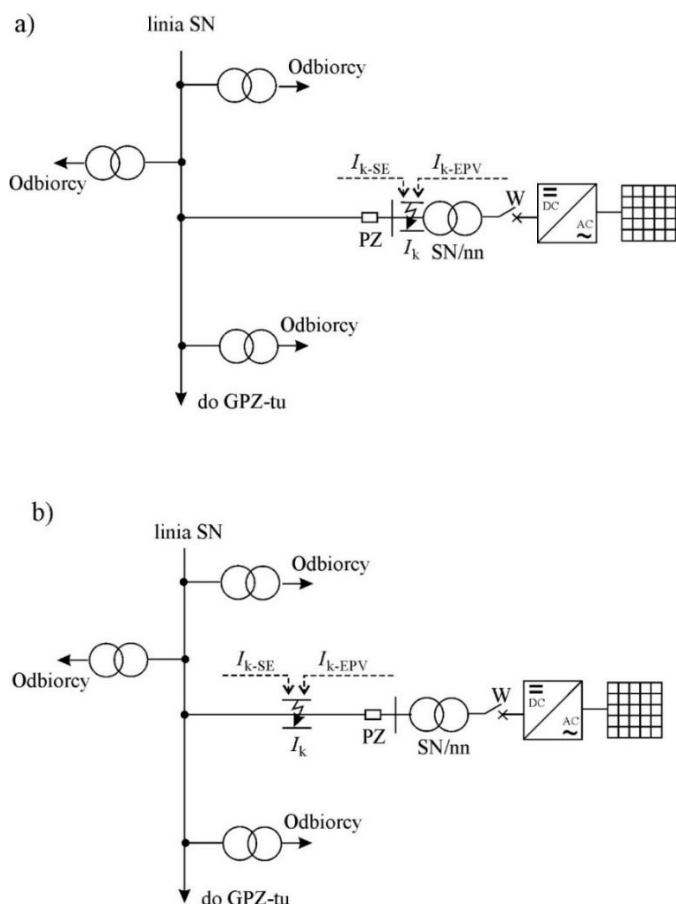 a)
linia SN
Odbiorcy
Odbiorcy
I_k-SE
I_k-EPV
W
DC
AC
PZ
I_k
SN/nn
Odbiorcy
do GPZ-tu
b)
linia SN
Odbiorcy
Odbiorcy
I_k-SE
I_k-EPV
W
DC
AC
PZ
I_k
SN/nn
Odbiorcy
do GPZ-tu